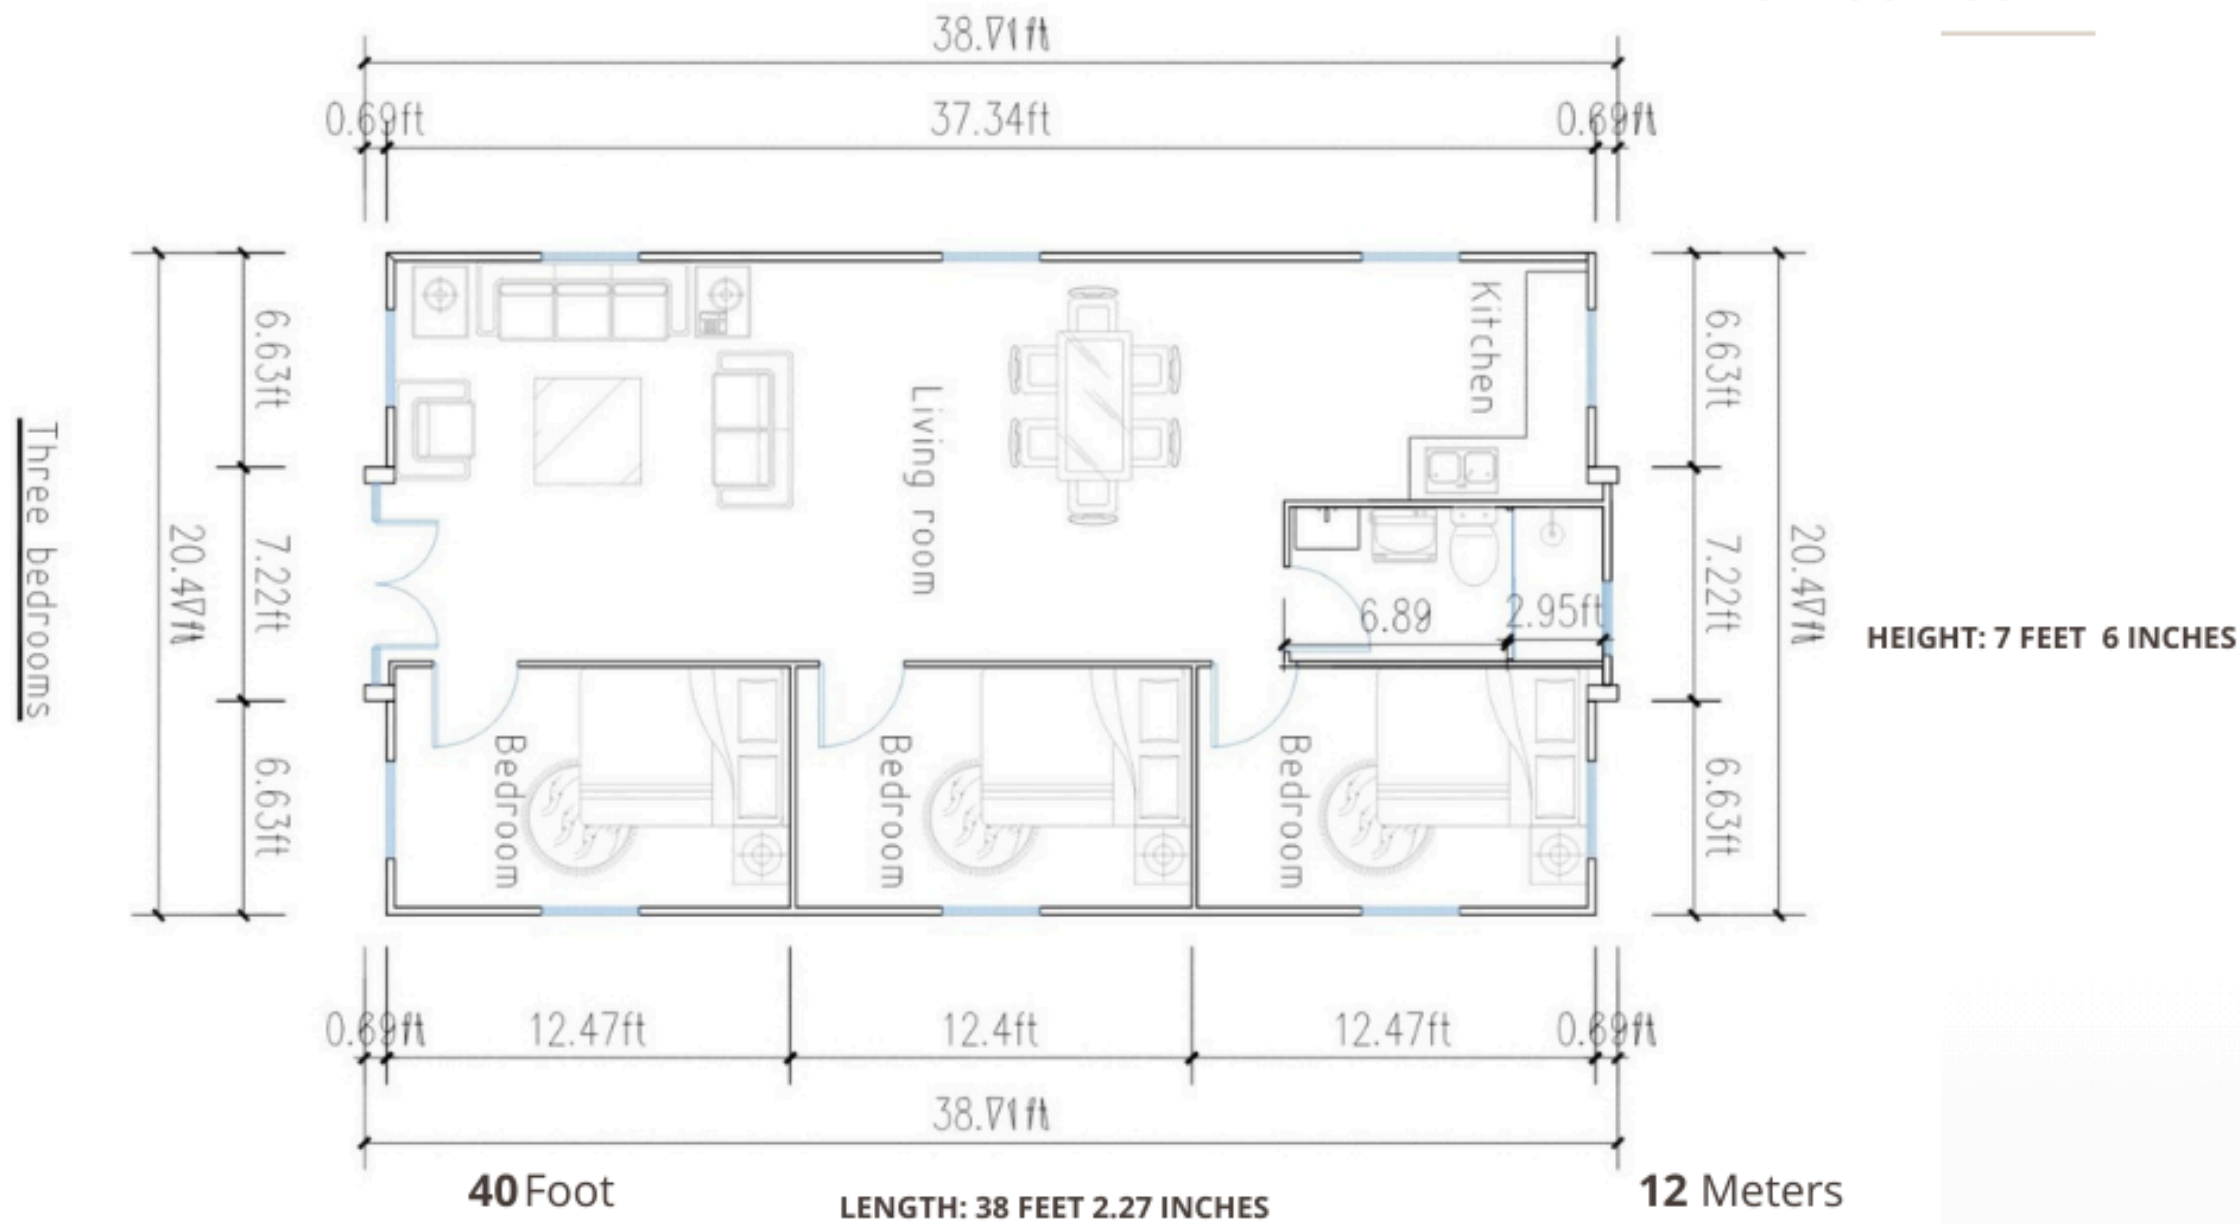 38.71ft
0.69ft
37.34ft
0.69ft
Three bedrooms
20.47ft
6.63ft
7.22ft
6.63ft
Living room
Kitchen
6.89
2.95ft
Bedroom
Bedroom
Bedroom
6.63ft
7.22ft
6.63ft
20.47ft
HEIGHT: 7 FEET 6 INCHES
0.69ft
12.47ft
12.4ft
12.47ft
0.69ft
38.71ft
40 Foot
LENGTH: 38 FEET 2.27 INCHES
12 Meters